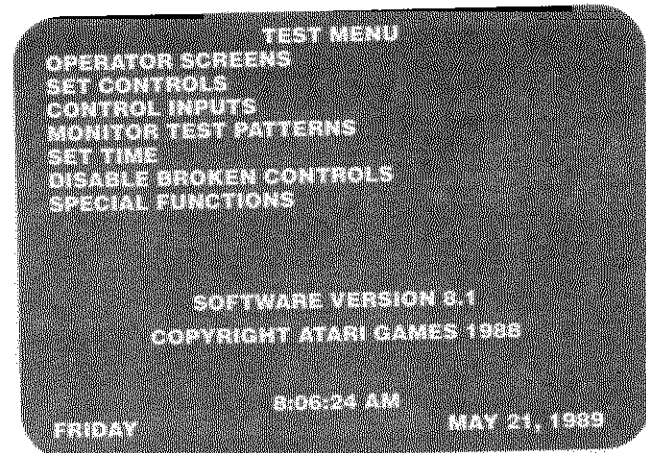 TEST MENU
OPERATOR SCREENS
SET CONTROLS
CONTROL INPUTS
MONITOR TEST PATTERNS
SET TIME
DISABLE BROKEN CONTROLS
SPECIAL FUNCTIONS
SOFTWARE VERSION 8.1
COPYRIGHT ATARI GAMES 1988
8:06:24 AM
FRIDAY
MAY 21, 1989